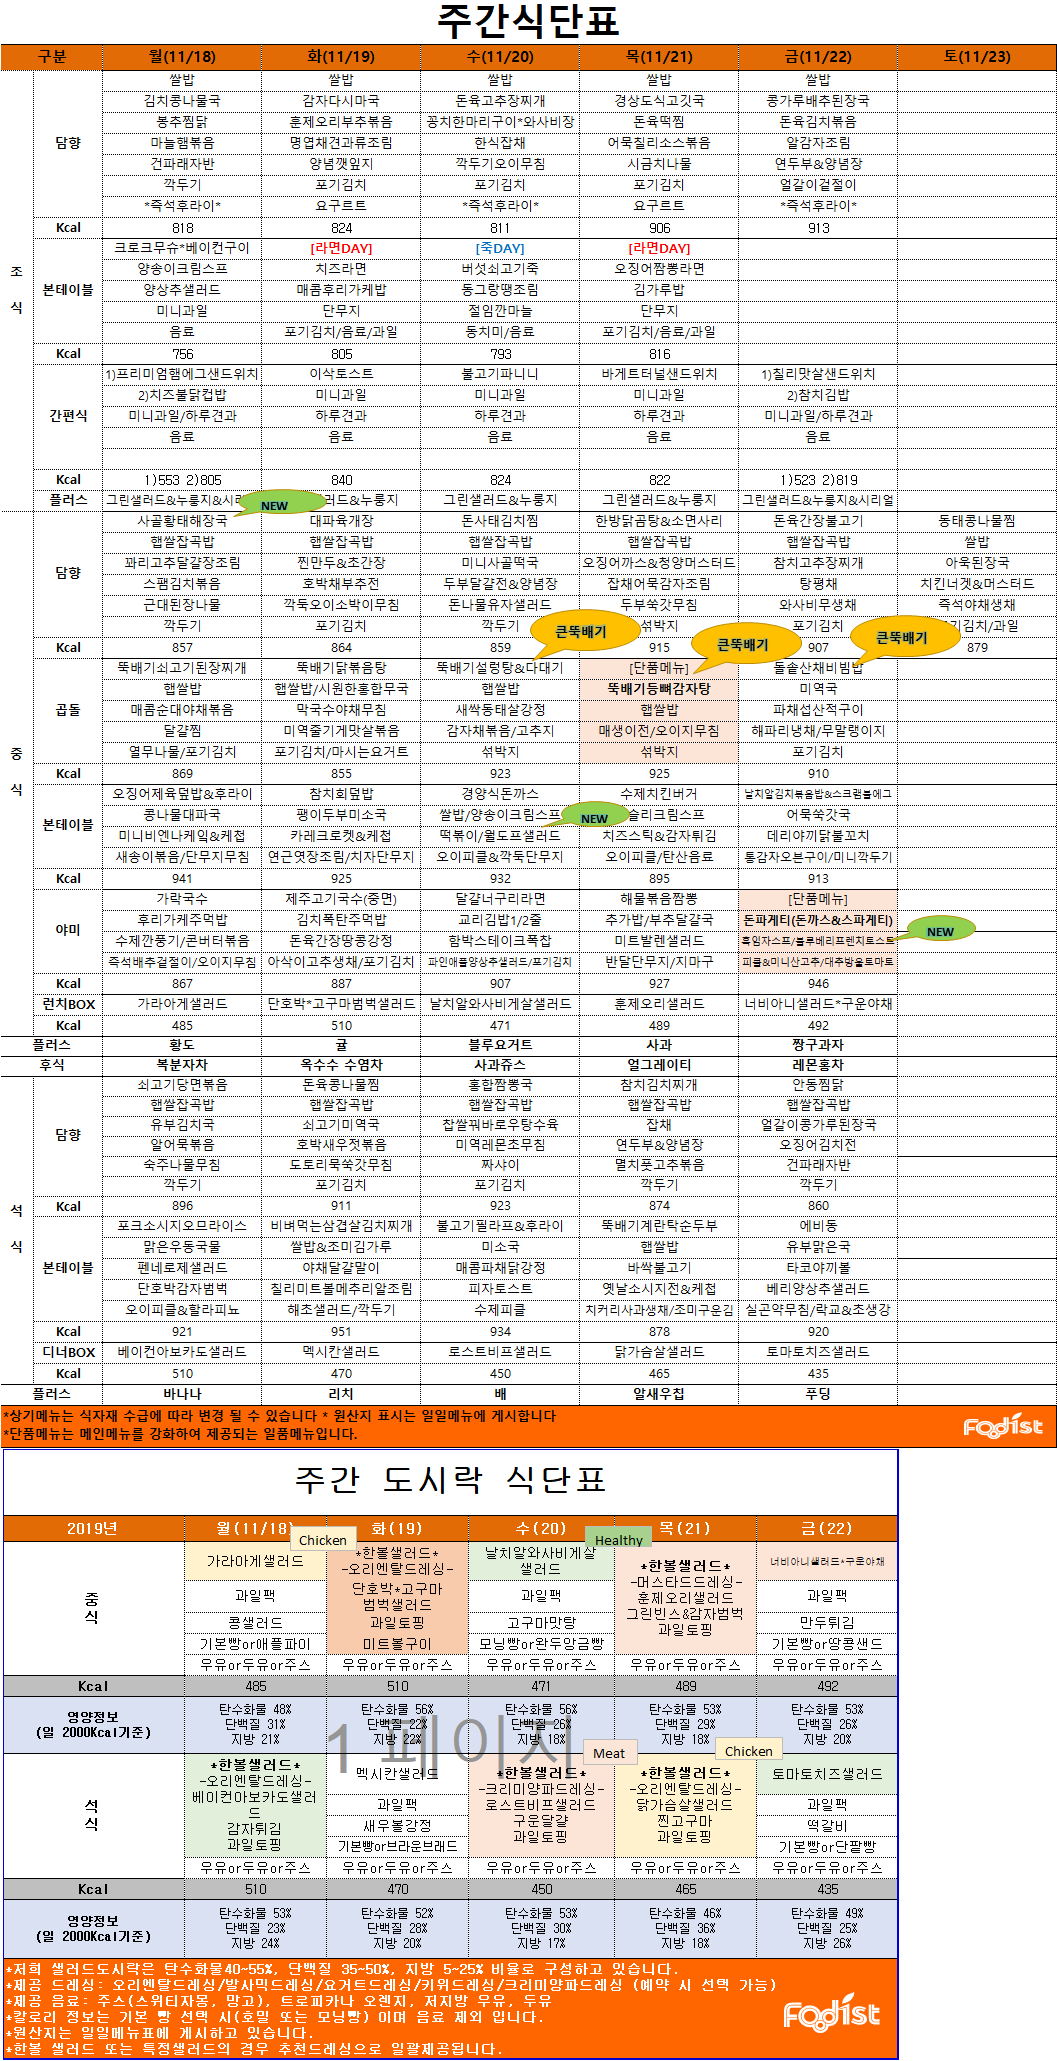 주간식단표
구분 월(11/18) 화(11/19) 수(11/20) 목(11/21) 금(11/22) 토(11/23)
조식
담향
쌀밥 쌀밥 쌀밥 쌀밥 쌀밥
김치콩나물국 감자다시마국 돈육고추장찌개 경상도식고깃국 콩가루배추된장국
봉추찜닭 훈제오리부추볶음 꽁치한마리구이*와사비장 돈육떡찜 돈육김치볶음
마늘햄볶음 명엽채견과류조림 한식잡채 어묵칠리소스볶음 알감자조림
건파래자반 양념깻잎지 깍두기오이무침 시금치나물 연두부&양념장
깍두기 포기김치 포기김치 포기김치 얼갈이겉절이
*즉석후라이* 요구르트 *즉석후라이* 요구르트 *즉석후라이*
Kcal 818 824 811 906 913
본테이블
크로크무슈*베이컨구이 [라면DAY] [죽DAY] [라면DAY]
양송이크림스프 치즈라면 버섯쇠고기죽 오징어짬뽕라면
양상추샐러드 매콤후리가케밥 동그랑땡조림 김가루밥
미니과일 단무지 절임깐마늘 단무지
음료 포기김치/음료/과일 동치미/음료 포기김치/음료/과일
Kcal 756 805 793 816
간편식
1)프리미엄햄에그샌드위치 이삭토스트 불고기파니니 바게트터널샌드위치 1)칠리맛살샌드위치
2)치즈불닭컵밥 미니과일 미니과일 미니과일 2)참치김밥
미니과일/하루견과 하루견과 하루견과 하루견과 미니과일/하루견과
음료 음료 음료 음료 음료
Kcal 1)553 2)805 840 824 822 1)523 2)819
플러스 그린샐러드&누룽지&시리 러드&누룽지 그린샐러드&누룽지 그린샐러드&누룽지 그린샐러드&누룽지&시리얼
NEW
중식
담향
사골황태해장국 대파육개장 돈사태김치찜 한방닭곰탕&소면사리 돈육간장불고기 동태콩나물찜
햅쌀잡곡밥 햅쌀잡곡밥 햅쌀잡곡밥 햅쌀잡곡밥 햅쌀잡곡밥 쌀밥
꽈리고추달걀장조림 찐만두&초간장 미니사골떡국 오징어까스&청양머스터드 참치고추장찌개 아욱된장국
스팸김치볶음 호박채부추전 두부달걀전&양념장 잡채어묵감자조림 탕평채 치킨너겟&머스터드
근대된장나물 깍둑오이소박이무침 돈나물유자샐러드 두부쑥갓무침 와사비무생채 즉석야채생채
깍두기 포기김치 깍두기 섞박지 포기김치 기김치/과일
큰뚝배기 큰뚝배기 큰뚝배기
Kcal 857 864 859 915 907 879
곱돌
뚝배기쇠고기된장찌개 뚝배기닭볶음탕 뚝배기설렁탕&다대기 [단품메뉴] 돌솥산채비빔밥
햅쌀밥 햅쌀밥/시원한홍합무국 햅쌀밥 뚝배기등뼈감자탕 미역국
매콤순대야채볶음 막국수야채무침 새싹동태살강정 햅쌀밥 파채섭산적구이
달걀찜 미역줄기게맛살볶음 감자채볶음/고추지 매생이전/오이지무침 해파리냉채/무말랭이지
열무나물/포기김치 포기김치/마시는요거트 섞박지 섞박지 포기김치
Kcal 869 855 923 925 910
본테이블
오징어제육덮밥&후라이 참치회덮밥 경양식돈까스 수제치킨버거 날치알김치볶음밥&스크램블에그
콩나물대파국 팽이두부미소국 쌀밥/양송이크림스프 슬리크림스프 어묵쑥갓국
NEW
미니비엔나케잌&케첩 카레크로켓&케첩 떡볶이/월도프샐러드 치즈스틱&감자튀김 데리야끼닭불꼬치
새송이볶음/단무지무침 연근엿장조림/치자단무지 오이피클&깍둑단무지 오이피클/탄산음료 통감자오븐구이/미니깍두기
Kcal 941 925 932 895 913
야미
가락국수 제주고기국수(중면) 달걀너구리라면 해물볶음짬뽕 [단품메뉴]
후리가케주먹밥 김치폭탄주먹밥 교리김밥1/2줄 추가밥/부추달걀국 돈파게티(돈까스&스파게티)
NEW
수제깐풍기/콘버터볶음 돈육간장땅콩강정 함박스테이크폭찹 미트발렌샐러드 흑임자스프/블루베리프렌치토스트
즉석배추겉절이/오이지무침 아삭이고추생채/포기김치 파인애플양상추샐러드/포기김치 반달단무지/지마구 피클&미니산고추/대추방울토마토
Kcal 867 887 907 927 946
런치BOX 가라아게샐러드 단호박*고구마범벅샐러드 날치알와사비게살샐러드 훈제오리샐러드 너비아니샐러드*구운야채
Kcal 485 510 471 489 492
플러스 황도 귤 블루요거트 사과 짱구과자
후식 복분자차 옥수수 수염차 사과쥬스 얼그레이티 레몬홍차
석식
담향
쇠고기당면볶음 돈육콩나물찜 홍합짬뽕국 참치김치찌개 안동찜닭
햅쌀잡곡밥 햅쌀잡곡밥 햅쌀잡곡밥 햅쌀잡곡밥 햅쌀잡곡밥
유부김치국 쇠고기미역국 찹쌀꿔바로우탕수육 잡채 얼갈이콩가루된장국
알어묵볶음 호박새우젓볶음 미역레몬초무침 연두부&양념장 오징어김치전
숙주나물무침 도토리묵쑥갓무침 짜샤이 멸치풋고추볶음 건파래자반
깍두기 포기김치 포기김치 깍두기 깍두기
Kcal 896 911 923 874 860
본테이블
포크소시지오므라이스 비벼먹는삼겹살김치찌개 불고기필라프&후라이 뚝배기계란탁순두부 에비동
맑은우동국물 쌀밥&조미김가루 미소국 햅쌀밥 유부맑은국
펜네로제샐러드 야채달걀말이 매콤파채닭강정 바싹불고기 타코야끼볼
단호박감자범벅 칠리미트볼메추리알조림 피자토스트 옛날소시지전&케첩 베리양상추샐러드
오이피클&할라피뇨 해초샐러드/깍두기 수제피클 치커리사과생채/조미구운김 실곤약무침/락교&초생강
Kcal 921 951 934 878 920
디너BOX 베이컨아보카도샐러드 멕시칸샐러드 로스트비프샐러드 닭가슴살샐러드 토마토치즈샐러드
Kcal 510 470 450 465 435
플러스 바나나 리치 배 알새우칩 푸딩
*상기메뉴는 식자재 수급에 따라 변경 될 수 있습니다 * 원산지 표시는 일일메뉴에 게시합니다
*단품메뉴는 메인메뉴를 강화하여 제공되는 일품메뉴입니다.
Foodist
주간 도시락 식단표
2019년 월(11/18) 화(19) 수(20) 목(21) 금(22)
Chicken Healthy
중식
가라아게샐러드 *한볼샐러드* 날치알와사비게살샐러드 *한볼샐러드* 너비아니샐러드*구운야채
-오리엔탈드레싱- -머스타드드레싱-
과일팩 단호박*고구마범벅샐러드 과일팩 훈제오리샐러드 과일팩
콩샐러드 과일토핑 고구마맛탕 그린빈스&감자범벅 만두튀김
기본빵or애플파이 미트볼구이 모닝빵or완두앙금빵 과일토핑 기본빵or땅콩샌드
우유or두유or주스 우유or두유or주스 우유or두유or주스 우유or두유or주스 우유or두유or주스
Kcal 485 510 471 489 492
영양정보
(일 2000Kcal기준)
탄수화물 48% 탄수화물 56% 탄수화물 56% 탄수화물 53% 탄수화물 53%
단백질 31% 단백질 22% 단백질 26% 단백질 29% 단백질 26%
지방 21% 지방 22% 지방 18% 지방 18% 지방 20%
1 페이지
Meat Chicken
석식
*한볼샐러드* 멕시칸샐러드 *한볼샐러드* *한볼샐러드* 토마토치즈샐러드
-오리엔탈드레싱- -크리미양파드레싱- -오리엔탈드레싱-
베이컨아보카도샐러드 과일팩 로스트비프샐러드 닭가슴살샐러드 과일팩
감자튀김 새우볼강정 구운달걀 찐고구마 떡갈비
과일토핑 기본빵or브라운브래드 과일토핑 과일토핑 기본빵or단팥빵
우유or두유or주스 우유or두유or주스 우유or두유or주스 우유or두유or주스 우유or두유or주스
Kcal 510 470 450 465 435
영양정보
(일 2000Kcal기준)
탄수화물 53% 탄수화물 52% 탄수화물 53% 탄수화물 46% 탄수화물 49%
단백질 23% 단백질 28% 단백질 30% 단백질 36% 단백질 25%
지방 24% 지방 20% 지방 17% 지방 18% 지방 26%
*저희 샐러드도시락은 탄수화물40~55%, 단백질 35~50%, 지방 5~25% 비율로 구성하고 있습니다.
*제공 드레싱: 오리엔탈드레싱/발사믹드레싱/요거트드레싱/키위드레싱/크리미양파드레싱 (예약 시 선택 가능)
*제공 음료: 주스(스위티자몽, 망고), 트로피카나 오렌지, 저지방 우유, 두유
*칼로리 정보는 기본 빵 선택 시(호밀 또는 모닝빵) 이며 음료 제외 입니다.
*원산지는 일일메뉴표에 게시하고 있습니다.
*한볼 샐러드 또는 특정샐러드의 경우 추천드레싱으로 일괄제공됩니다.
Foodist